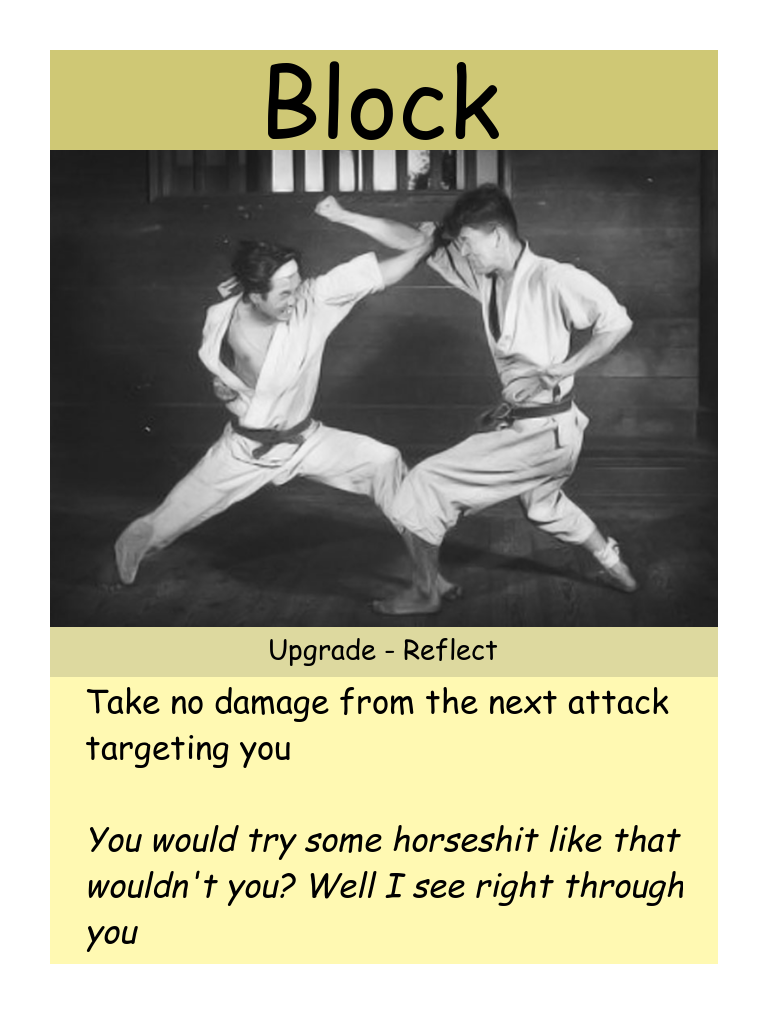 Block
Upgrade - Reflect
Take no damage from the next attack
targeting you
You would try some horseshit like that
wouldn't you? Well I see right through
you